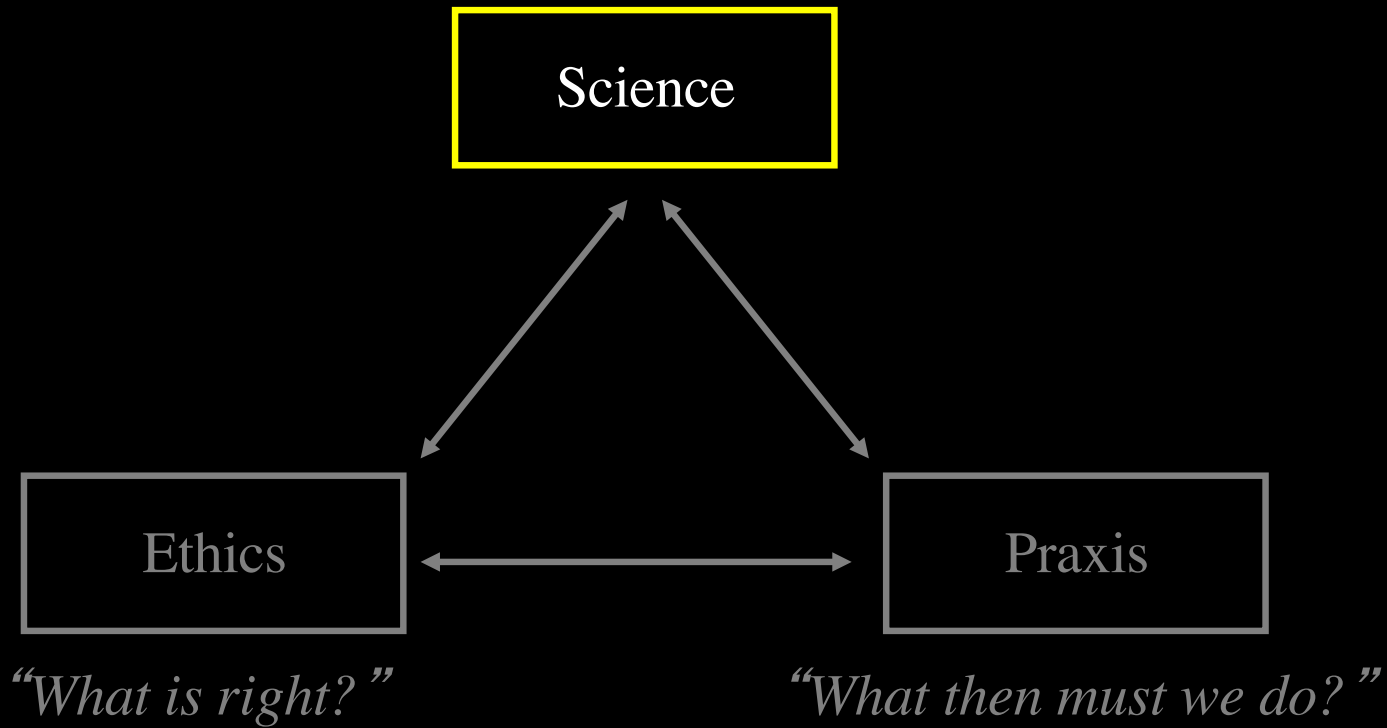 Science
Ethics
Praxis
“What is right?”
“What then must we do?”